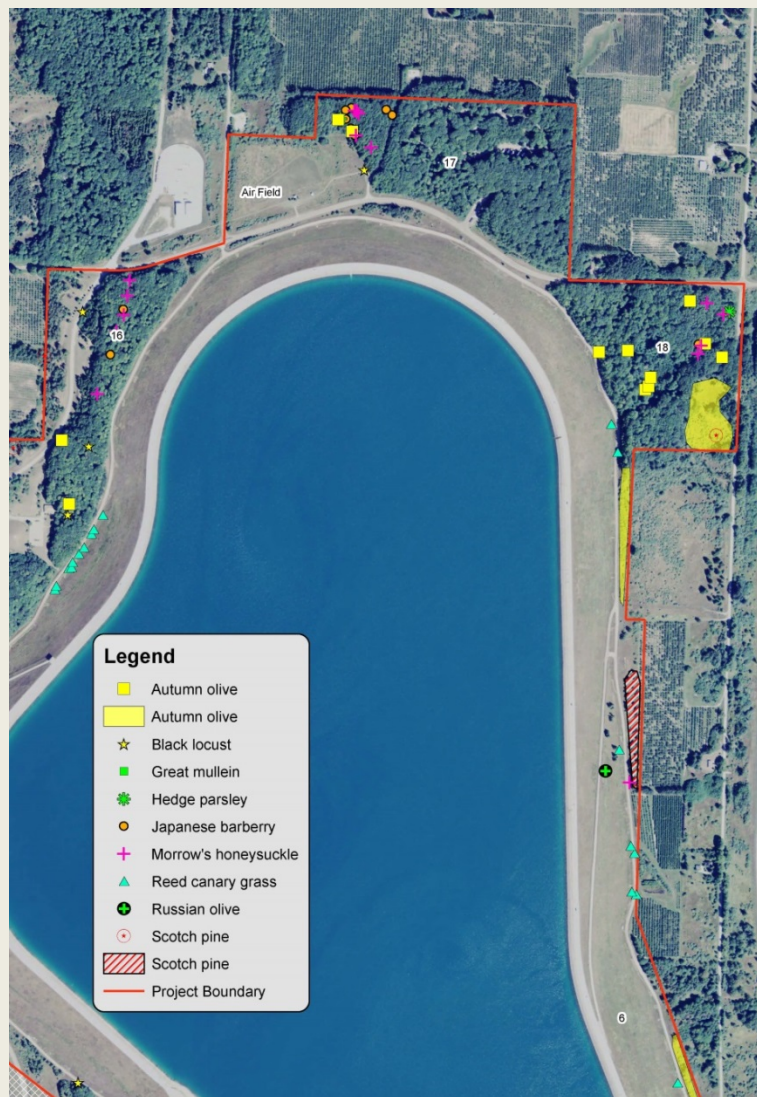 17
Air Field
16
18
Legend
Autumn olive
Autumn olive
Black locust
Great mullein
Hedge parsley
Japanese barberry
Morrow's honeysuckle
Reed canary grass
Russian olive
Scotch pine
Scotch pine
Project Boundary
6